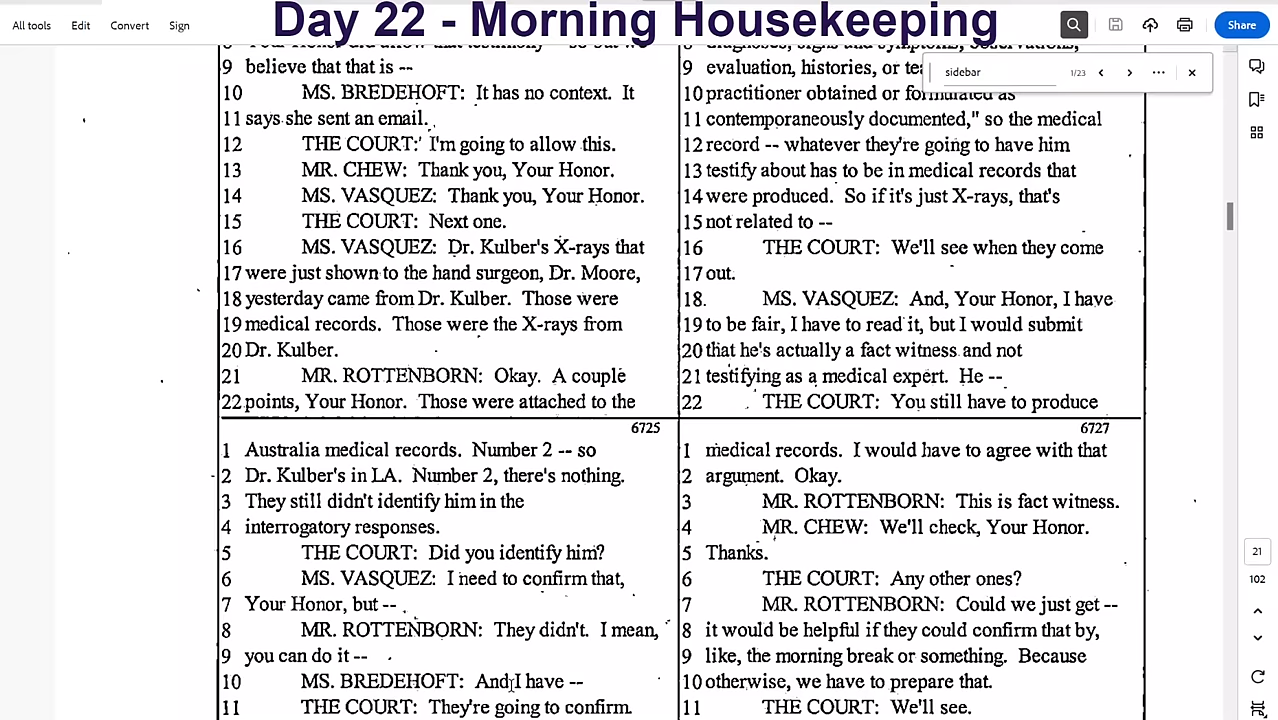 All tools
Edit
Convert
Sign
Day 22 - Morning Housekeeping
Share
sidebar
1/23
9 believe that that is --
10 MS. BREDEHOFT: It has no context. It
11 says she sent an email.
12 THE COURT: I'm going to allow this.
13 MR. CHEW: Thank you, Your Honor.
14 MS. VASQUEZ: Thank you, Your Honor.
15 THE COURT: Next one.
16 MS. VASQUEZ: Dr. Kulber's X-rays that
17 were just shown to the hand surgeon, Dr. Moore,
18 yesterday came from Dr. Kulber. Those were
19 medical records. Those were the X-rays from
20 Dr. Kulber.
21 MR. ROTTENBORN: Okay. A couple
22 points, Your Honor. Those were attached to the
6725
1 Australia medical records. Number 2 -- so
2 Dr. Kulber's in LA. Number 2, there's nothing.
3 They still didn't identify him in the
4 interrogatory responses.
5 THE COURT: Did you identify him?
6 MS. VASQUEZ: I need to confirm that,
7 Your Honor, but --
8 MR. ROTTENBORN: They didn't. I mean,
9 you can do it --
10 MS. BREDEHOFT: And I have --
11 THE COURT: They're going to confirm.
9 evaluation, histories, or
10 practitioner obtained or formulated as
11 contemporaneously documented," so the medical
12 record -- whatever they're going to have him
13 testify about has to be in medical records that
14 were produced. So if it's just X-rays, that's
15 not related to --
16 THE COURT: We'll see when they come
17 out.
18. MS. VASQUEZ: And, Your Honor, I have
19 to be fair, I have to read it, but I would submit
20 that he's actually a fact witness and not
21 testifying as a medical expert. He --
22 THE COURT: You still have to produce
6727
1 medical records. I would have to agree with that
2 argument. Okay.
3 MR. ROTTENBORN: This is fact witness.
4 MR. CHEW: We'll check, Your Honor.
5 Thanks.
6 THE COURT: Any other ones?
7 MR. ROTTENBORN: Could we just get --
8 it would be helpful if they could confirm that by,
9 like, the morning break or something. Because
10 otherwise, we have to prepare that.
11 THE COURT: We'll see.
21
102